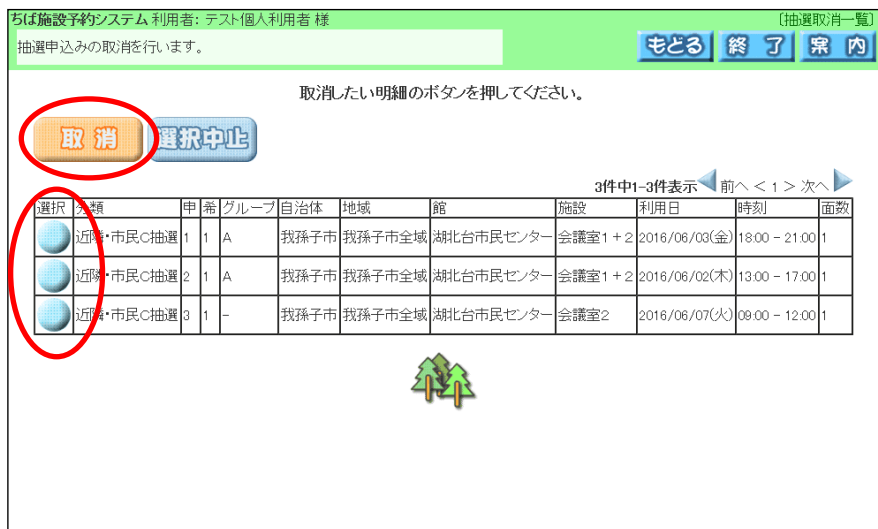 ちば施設予約システム 利用者: テスト個人利用者 様 〔抽選取消一覧〕
抽選申込みの取消を行います。 もどる 終了 案内
取消したい明細のボタンを押してください。
取消 選択中止
3件中1-3件表示 前へ < 1 > 次へ
選択 分類 申 希 グループ 自治体 地域 館 施設 利用日 時刻 面数
近隣・市民C抽選 1 1 A 我孫子市 我孫子市全域 湖北台市民センター 会議室1+2 2016/06/03(金) 18:00 - 21:00 1
近隣・市民C抽選 2 1 A 我孫子市 我孫子市全域 湖北台市民センター 会議室1+2 2016/06/02(木) 13:00 - 17:00 1
近隣・市民C抽選 3 1 - 我孫子市 我孫子市全域 湖北台市民センター 会議室2 2016/06/07(火) 09:00 - 12:00 1